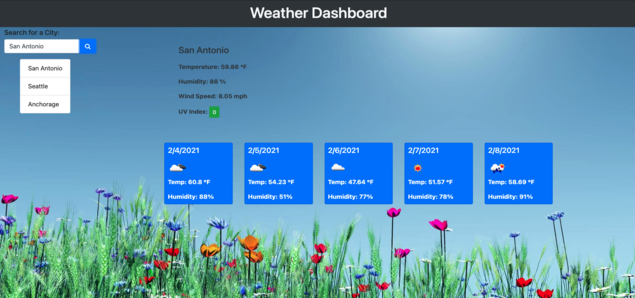 Weather Dashboard
Search for a City:
San Antonio
San Antonio
Seattle
Anchorage
San Antonio
Temperature: 59.86 °F
Humidity: 88 %
Wind Speed: 8.05 mph
UV Index: 0
2/4/2021
Temp: 60.8 °F
Humidity: 88%
2/5/2021
Temp: 54.23 °F
Humidity: 51%
2/6/2021
Temp: 47.64 °F
Humidity: 77%
2/7/2021
Temp: 51.57 °F
Humidity: 78%
2/8/2021
Temp: 58.69 °F
Humidity: 91%